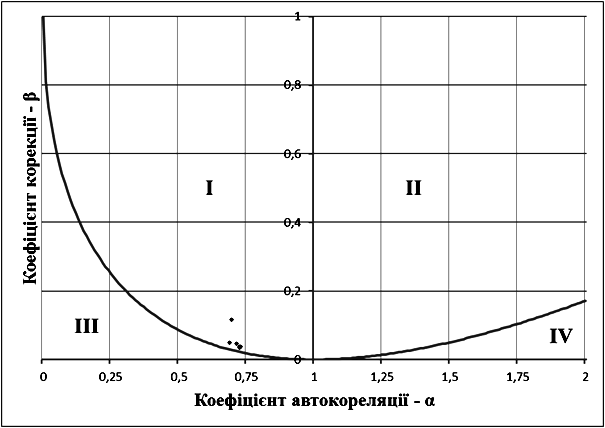 Коефіцієнт корекції - β
1
0,8
0,6
0,4
0,2
0
I
II
III
IV
0
0,25
0,5
0,75
1
1,25
1,5
1,75
2
Коефіцієнт автокореляції - α